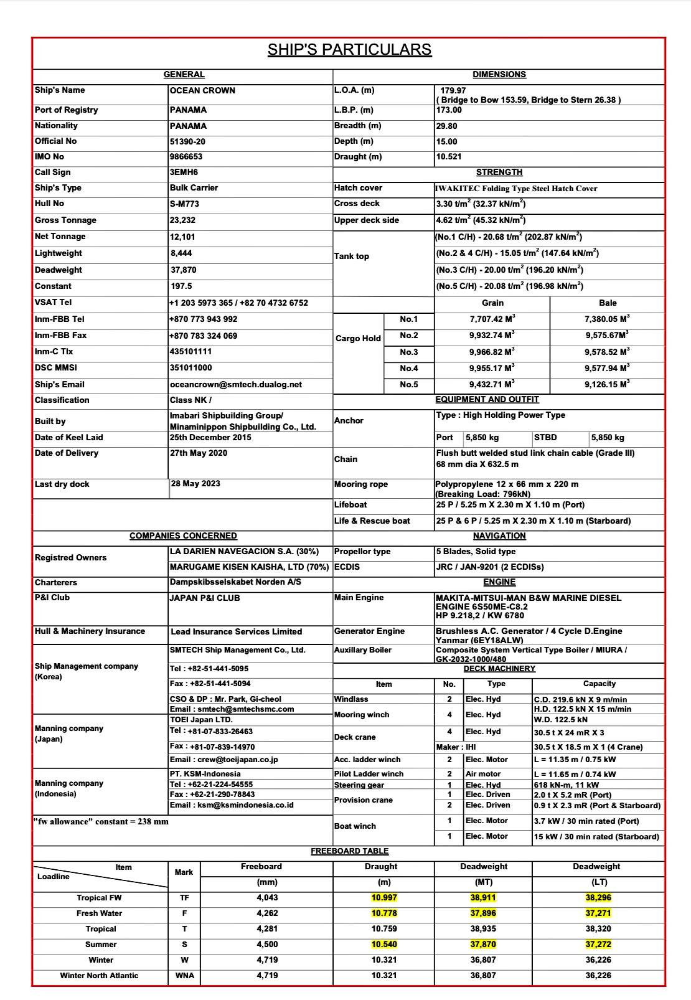 SHIP'S PARTICULARS
GENERAL
DIMENSIONS
Ship's Name OCEAN CROWN L.O.A. (m) 179.97
( Bridge to Bow 153.59, Bridge to Stern 26.38 )
Port of Registry PANAMA L.B.P. (m) 173.00
Nationality PANAMA Breadth (m) 29.80
Official No 51390-20 Depth (m) 15.00
IMO No 9866653 Draught (m) 10.521
Call Sign 3EMH6 STRENGTH
Ship's Type Bulk Carrier Hatch cover IWAKITEC Folding Type Steel Hatch Cover
Hull No S-M773 Cross deck 3.30 t/m² (32.37 kN/m²)
Gross Tonnage 23,232 Upper deck side 4.62 t/m² (45.32 kN/m²)
Net Tonnage 12,101 (No.1 C/H) - 20.68 t/m² (202.87 kN/m²)
Lightweight 8,444 Tank top (No.2 & 4 C/H) - 15.05 t/m² (147.64 kN/m²)
Deadweight 37,870 (No.3 C/H) - 20.00 t/m² (196.20 kN/m²)
Constant 197.5 (No.5 C/H) - 20.08 t/m² (196.98 kN/m²)
VSAT Tel +1 203 5973 365 / +82 70 4732 6752 Grain Bale
Inm-FBB Tel +870 773 943 992 No.1 7,707.42 M³ 7,380.05 M³
Inm-FBB Fax +870 783 324 069 Cargo Hold No.2 9,932.74 M³ 9,575.67M³
Inm-C Tlx 435101111 No.3 9,966.82 M³ 9,578.52 M³
DSC MMSI 351011000 No.4 9,955.17 M³ 9,577.94 M³
Ship's Email oceancrown@smtech.dualog.net No.5 9,432.71 M³ 9,126.15 M³
Classification Class NK / EQUIPMENT AND OUTFIT
Built by Imabari Shipbuilding Group/ Anchor Type : High Holding Power Type
Minaminippon Shipbuilding Co., Ltd.
Date of Keel Laid 25th December 2015 Port 5,850 kg STBD 5,850 kg
Date of Delivery 27th May 2020 Chain Flush butt welded stud link chain cable (Grade III)
68 mm dia X 632.5 m
Last dry dock 28 May 2023 Mooring rope Polypropylene 12 x 66 mm x 220 m
(Breaking Load: 796kN)
Lifeboat 25 P / 5.25 m X 2.30 m X 1.10 m (Port)
Life & Rescue boat 25 P & 6 P / 5.25 m X 2.30 m X 1.10 m (Starboard)
COMPANIES CONCERNED NAVIGATION
Registred Owners LA DARIEN NAVEGACION S.A. (30%) Propellor type 5 Blades, Solid type
MARUGAME KISEN KAISHA, LTD (70%) ECDIS JRC / JAN-9201 (2 ECDISs)
Charterers Dampskibsselskabet Norden A/S ENGINE
P&I Club JAPAN P&I CLUB Main Engine MAKITA-MITSUI-MAN B&W MARINE DIESEL
ENGINE 6S50ME-C8.2
HP 9.218,2 / KW 6780
Hull & Machinery Insurance Lead Insurance Services Limited Generator Engine Brushless A.C. Generator / 4 Cycle D.Engine
Yanmar (6EY18ALW)
SMTECH Ship Management Co., Ltd. Auxillary Boiler Composite System Vertical Type Boiler / MIURA /
GK-2032-1000/480
Ship Management company
(Korea)
Tel : +82-51-441-5095 DECK MACHINERY
Fax : +82-51-441-5094 Item No. Type Capacity
CSO & DP : Mr. Park, Gi-cheol Windlass 2 Elec. Hyd C.D. 219.6 kN X 9 m/min
Email : smtech@smtechsmc.com Mooring winch 4 Elec. Hyd H.D. 122.5 kN X 15 m/min
TOEI Japan LTD. W.D. 122.5 kN
Manning company
(Japan)
Tel : +81-07-833-26463 Deck crane 4 Elec. Hyd 30.5 t X 24 mR X 3
Fax : +81-07-839-14970 Maker : IHI 30.5 t X 18.5 m X 1 (4 Crane)
Email : crew@toeijapan.co.jp Acc. ladder winch 2 Elec. Motor L = 11.35 m / 0.75 kW
PT. KSM-Indonesia Pilot Ladder winch 2 Air motor L = 11.65 m / 0.74 kW
Manning company
(Indonesia)
Tel : +62-21-224-54555 Steering gear 1 Elec. Hyd 618 kN-m, 11 kW
Fax : +62-21-290-78843 Provision crane 1 Elec. Driven 2.0 t X 5.2 mR (Port)
Email : ksm@ksmindonesia.co.id 2 Elec. Driven 0.9 t X 2.3 mR (Port & Starboard)
"fw allowance" constant = 238 mm Boat winch 1 Elec. Motor 3.7 kW / 30 min rated (Port)
1 Elec. Motor 15 kW / 30 min rated (Starboard)
FREEBOARD TABLE
Item Loadline Mark Freeboard Draught Deadweight Deadweight
(mm) (m) (MT) (LT)
Tropical FW TF 4,043 10.997 38,911 38,296
Fresh Water F 4,262 10.778 37,896 37,271
Tropical T 4,281 10.759 38,935 38,320
Summer S 4,500 10.540 37,870 37,272
Winter W 4,719 10.321 36,807 36,226
Winter North Atlantic WNA 4,719 10.321 36,807 36,226